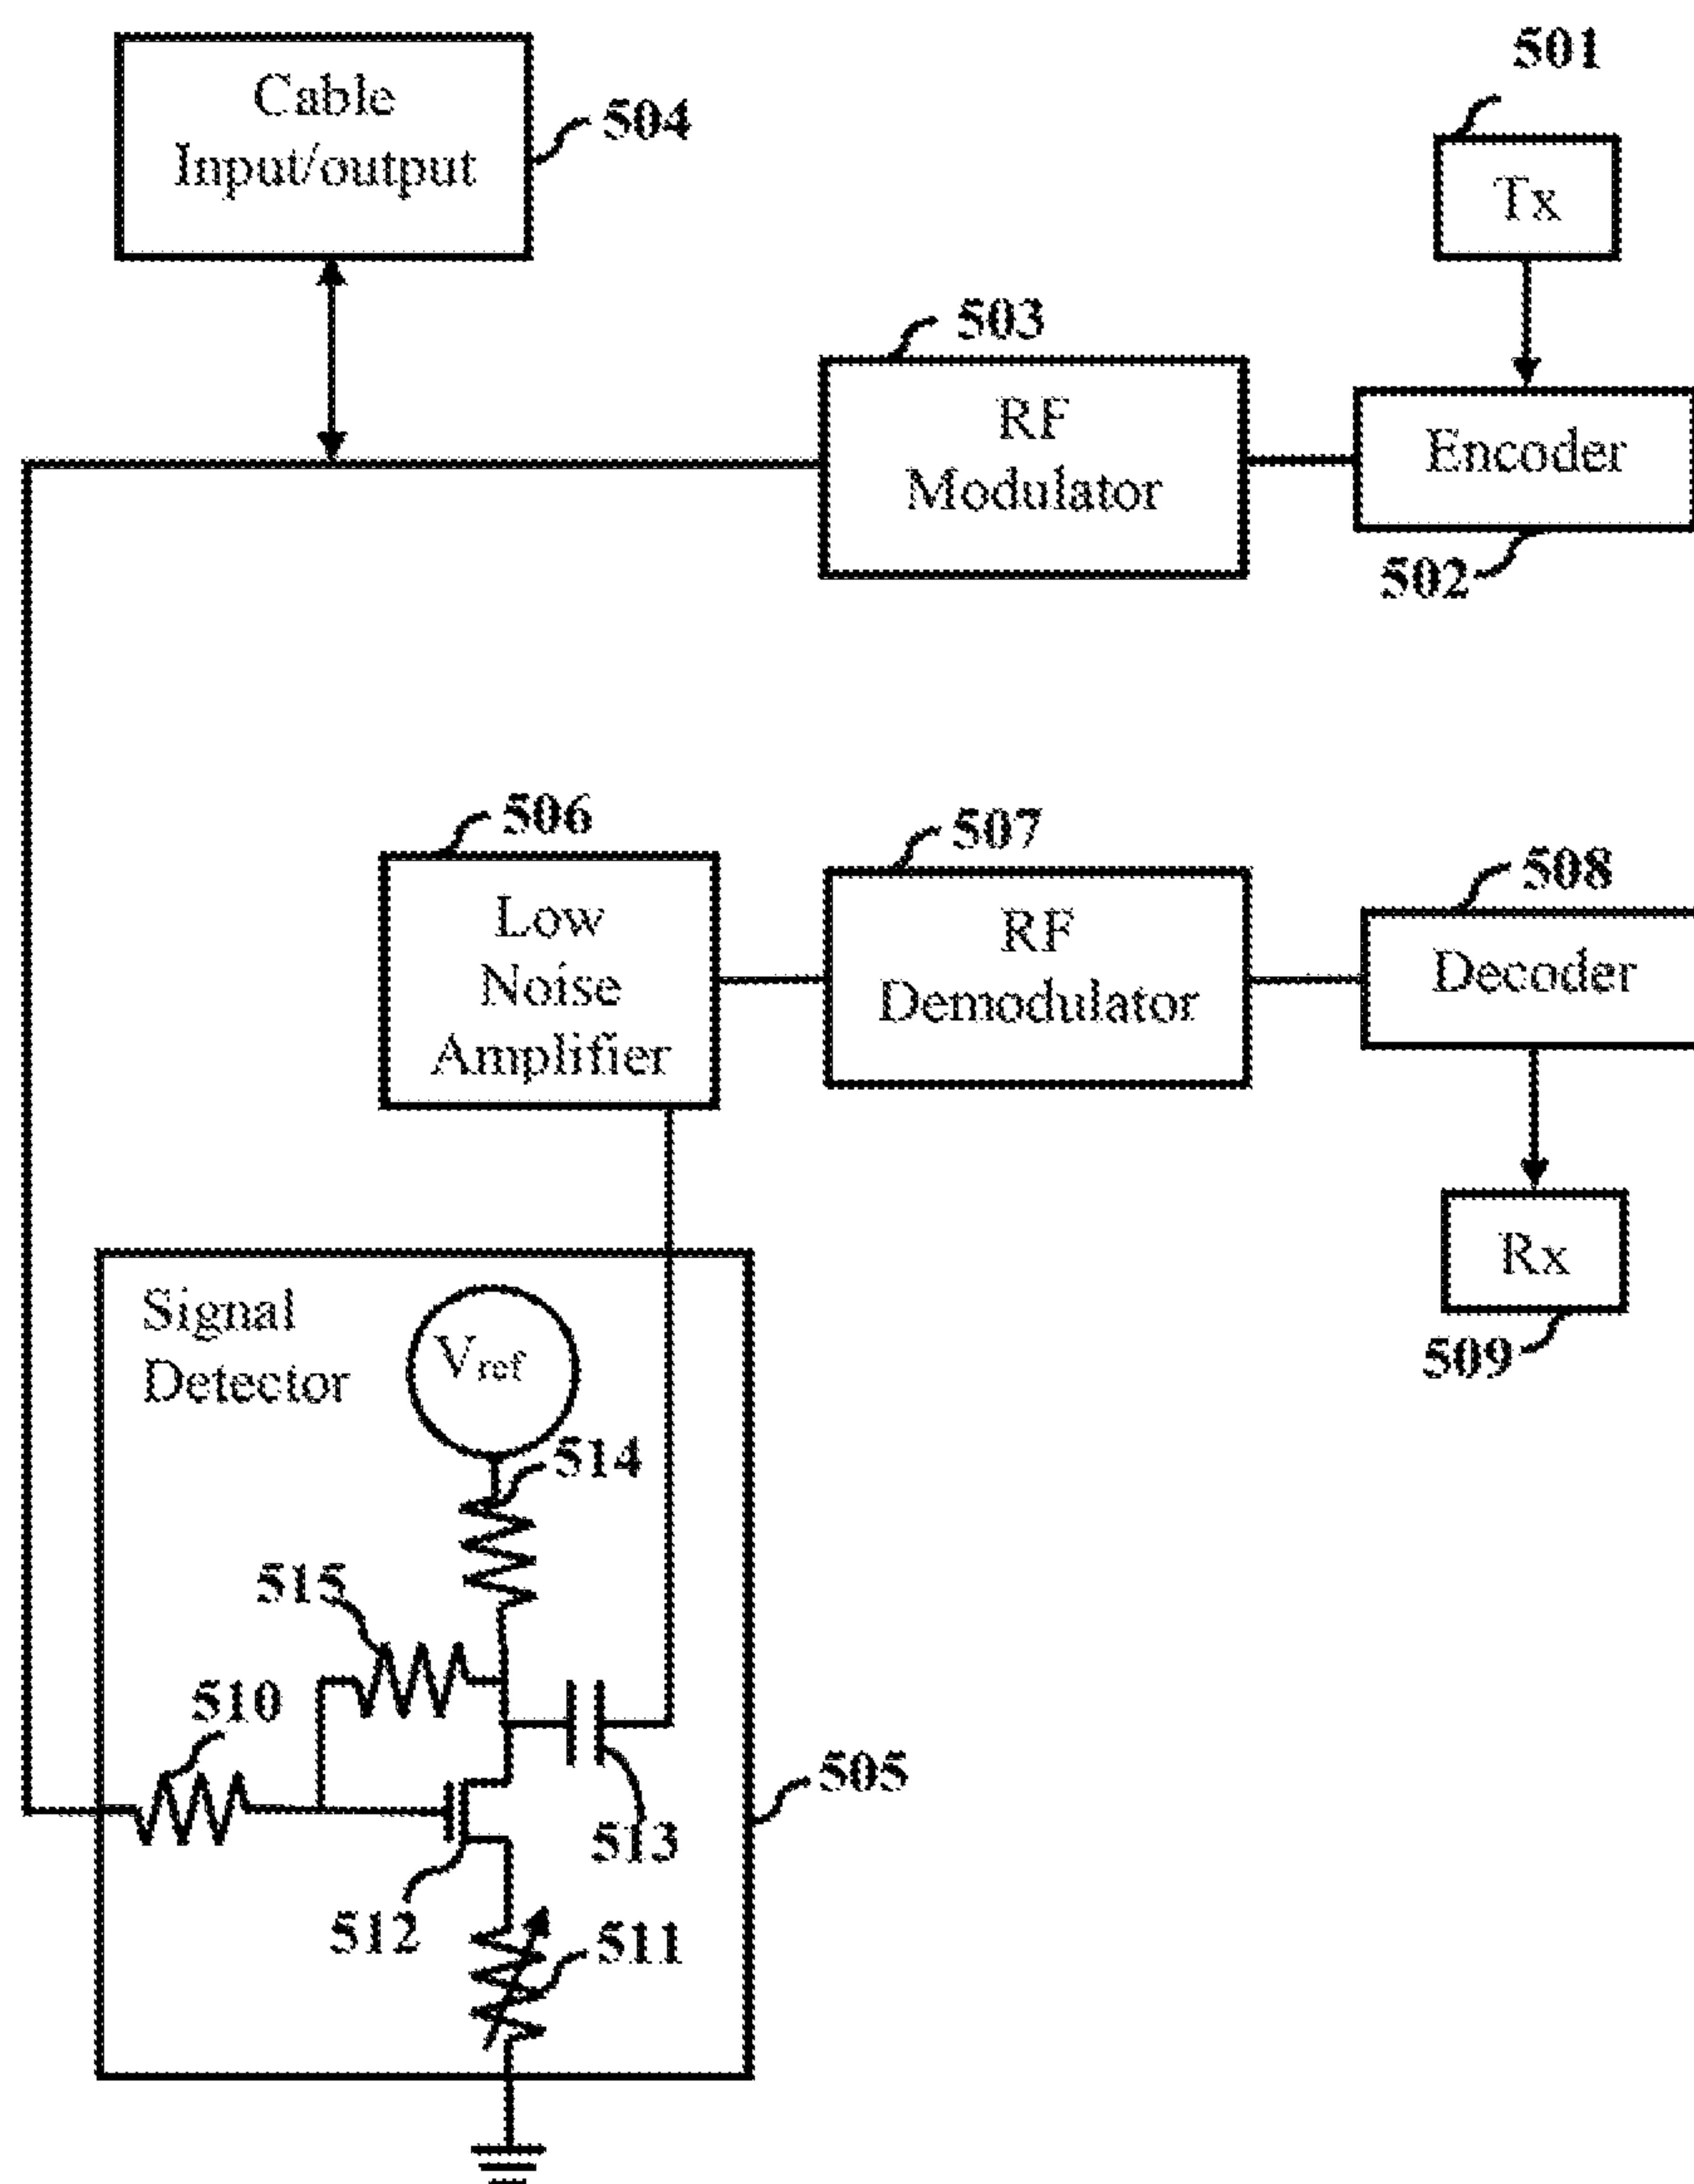 501
Cable
Input/output
504
Tx
503
RF
Modulator
Encoder
502
506
507
508
Low
Noise
Amplifier
RF
Demodulator
Decoder
Rx
509
Signal
Detector
Vref
514
515
510
505
513
512
511